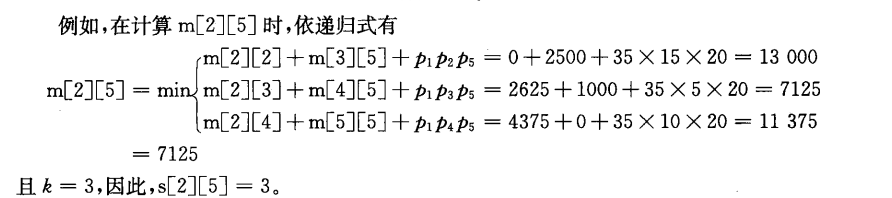 例如,在计算 m[2][5]时,依递归式有
m[2][2]+m[3][5]+p₁p₂p₅ = 0+2500+35×15×20 = 13 000
m[2][5] = min{ m[2][3]+m[4][5]+p₁p₃p₅ = 2625+1000+35×5×20 = 7125
m[2][4]+m[5][5]+p₁p₄p₅ = 4375+0+35×10×20 = 11 375
= 7125
且 k = 3,因此,s[2][5] = 3。